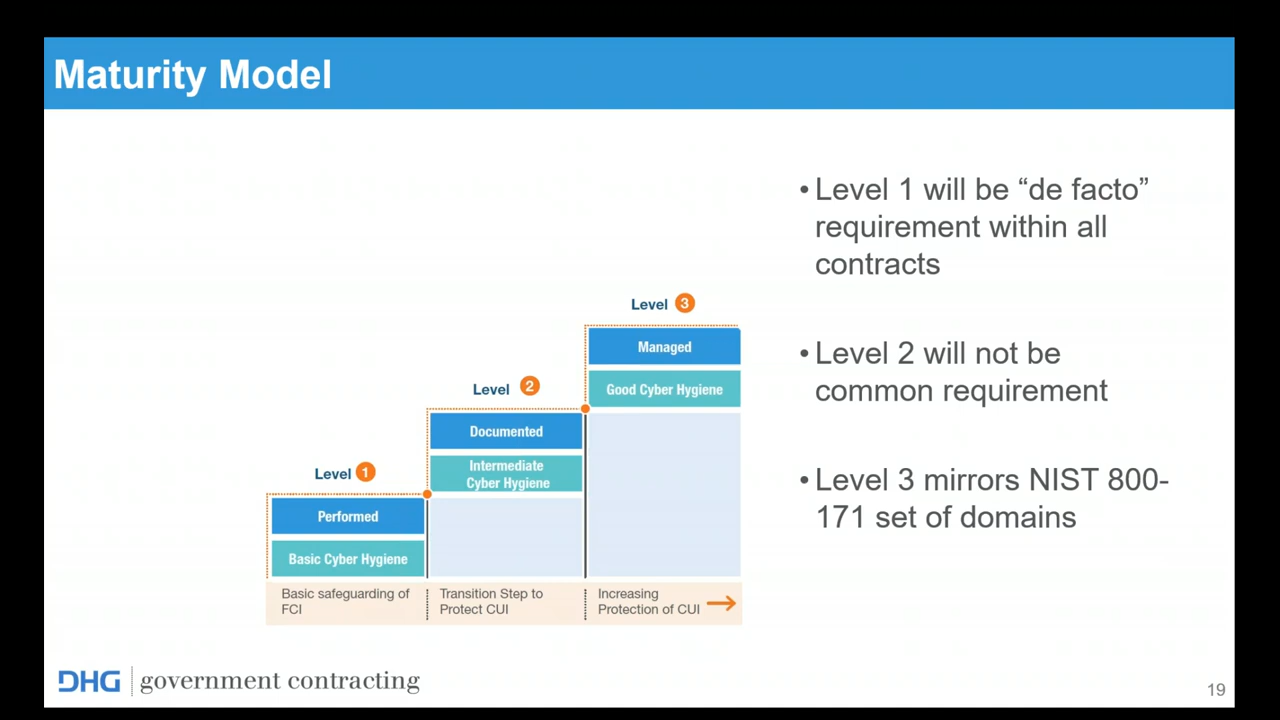 Maturity Model
• Level 1 will be “de facto”
requirement within all
contracts
• Level 2 will not be
common requirement
• Level 3 mirrors NIST 800-
171 set of domains
Level 3
Managed
Good Cyber Hygiene
Level 2
Documented
Intermediate
Cyber Hygiene
Level 1
Performed
Basic Cyber Hygiene
Basic safeguarding of
FCI
Transition Step to
Protect CUI
Increasing
Protection of CUI
DHG government contracting
19